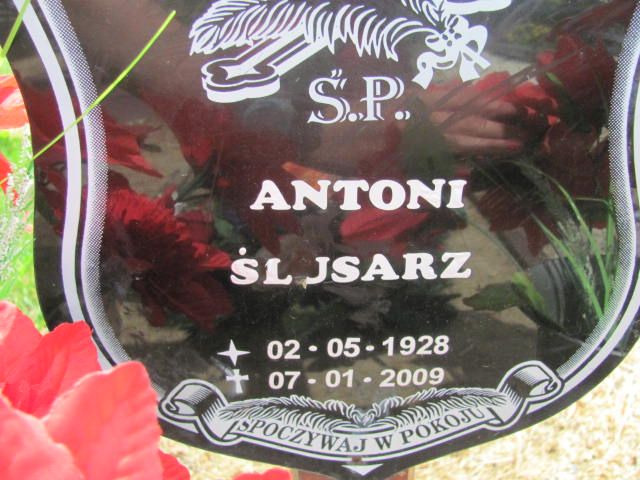 Ś.P.
ANTONI
ŚLUSARZ
02-05-1928
07-01-2009
SPOCZYWAJ W POKOJU